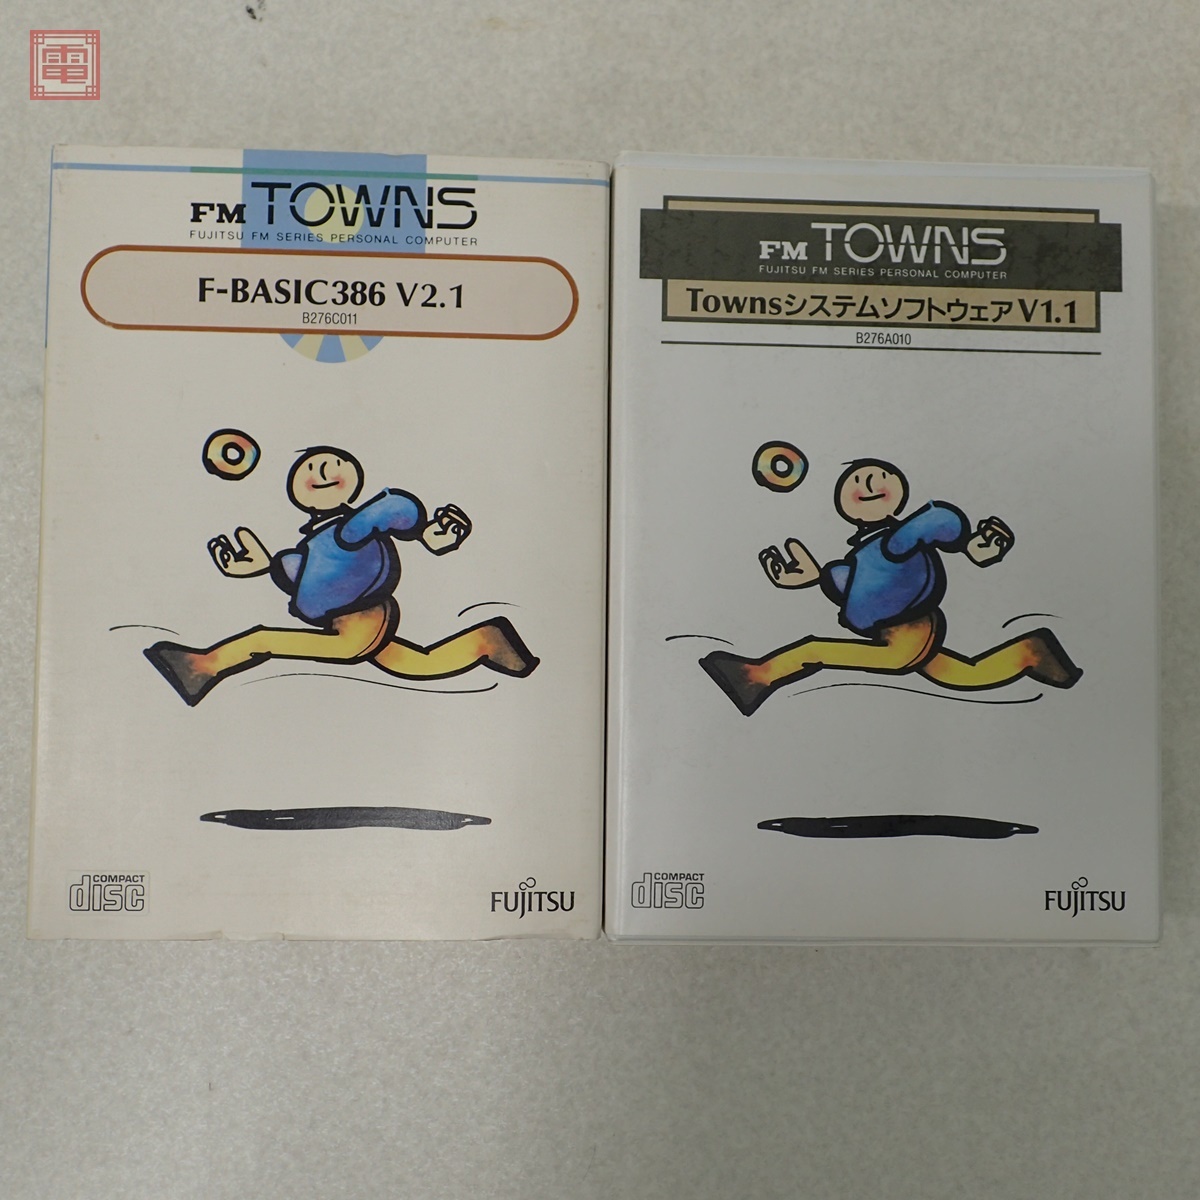 電
FM TOWNS
FUJITSU FM SERIES PERSONAL COMPUTER
F-BASIC386 V2.1
B276C011
COMPACT
disc
FUJITSU
FM TOWNS
FUJITSU FM SERIES PERSONAL COMPUTER
TownsシステムソフトウェアV1.1
B276A010
COMPACT
disc
FUJITSU